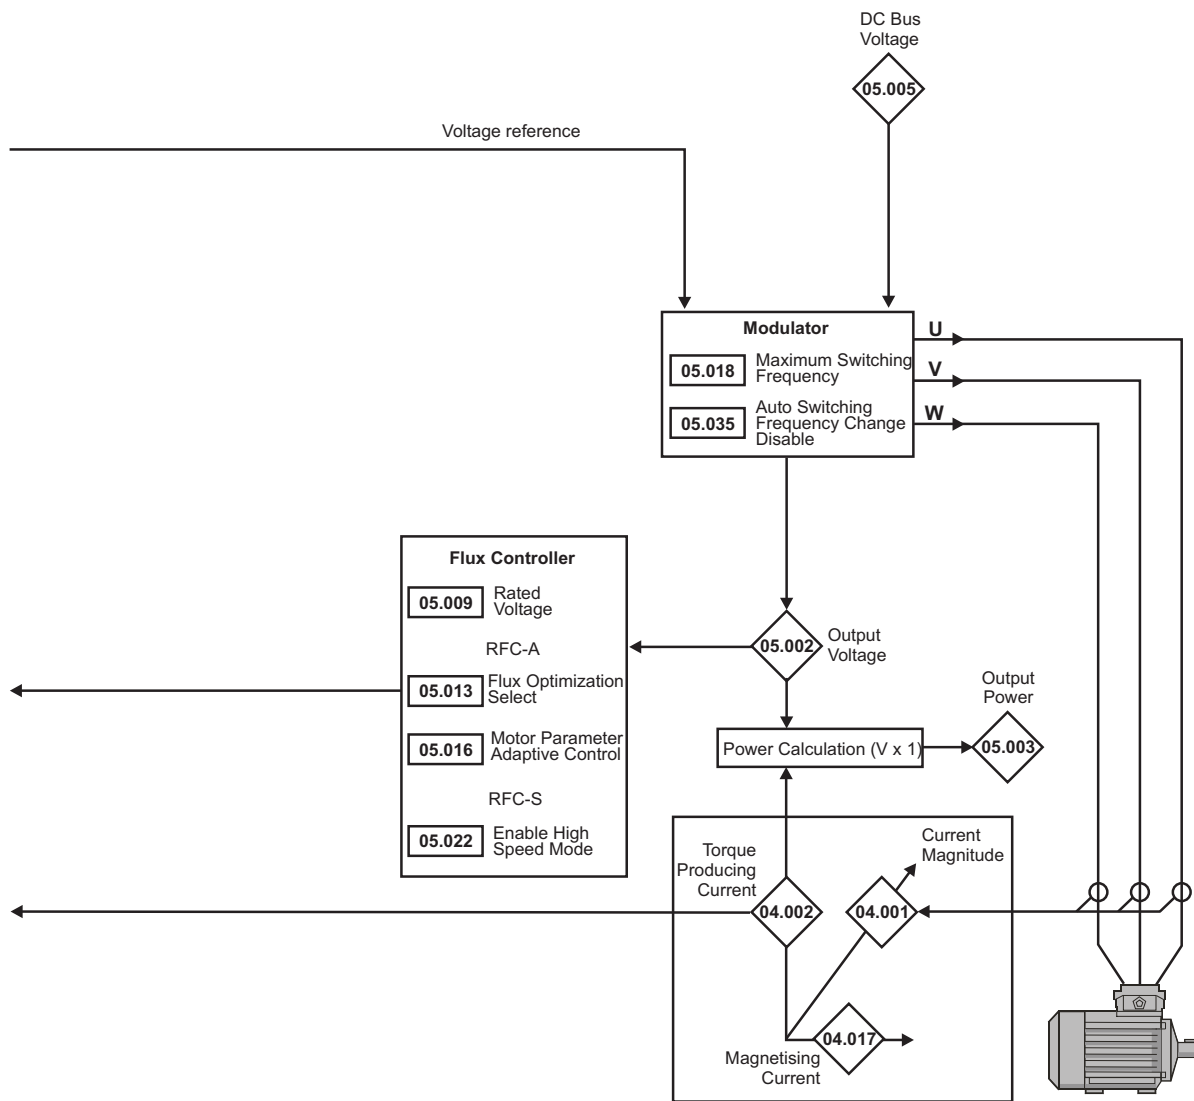 DC Bus
Voltage
05.005
Voltage reference
Modulator
05.018
Maximum Switching
Frequency
05.035
Auto Switching
Frequency Change
Disable
U
V
W
Flux Controller
05.009
Rated
Voltage
RFC-A
05.013
Flux Optimization
Select
05.016
Motor Parameter
Adaptive Control
RFC-S
05.022
Enable High
Speed Mode
05.002
Output
Voltage
Output
Power
05.003
Power Calculation (V x 1)
Torque
Producing
Current
04.002
Current
Magnitude
04.001
04.017
Magnetising
Current